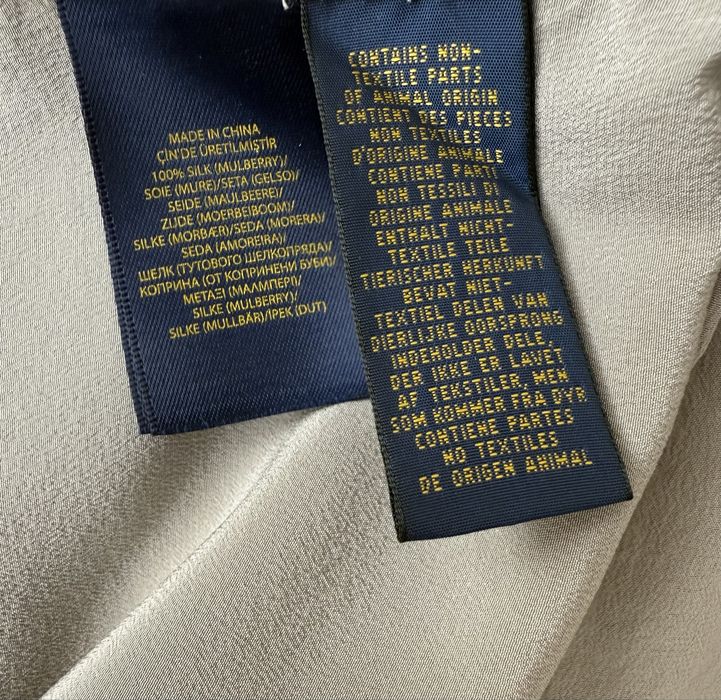 MADE IN CHINA
ÇİN'DE ÜRETİLMİŞTİR
100% SILK (MULBERRY)/
SOIE (MURE)/SETA (GELSO)/
SEIDE (MAULBEERE)/
ZIJDE (MOERBEIBOOM)/
SILKE (MORBÆR)/SEDA (MORERA)/
SEDA (AMOREIRA)/
ШЕЛК (ТУТОВОГО ШЕЛКОПРЯДА)/
КОПРИНА (ОТ КОПРИНЕНИ БУБИ)/
ΜΕΤΑΞΙ (ΜΑΛΜΠΕΡΙ)/
SILKE (MULBERRY)/
SILKE (MULLBÄR)/İPEK (DUT)
CONTAINS NON-
TEXTILE PARTS
OF ANIMAL ORIGIN
CONTIENT DES PIECES
NON TEXTILES
D'ORIGINE ANIMALE
CONTIENE PARTI
NON TESSILI DI
ORIGINE ANIMALE
ENTHALT NICHT-
TEXTILE TEILE
TIERISCHER HERKUNFT
BEVAT NIET-
TEXTIEL DELEN VAN
DIERLIJKE OORSPRONG
INDEHOLDER DELE,
DER IKKE ER LAVET
AF TEKSTILER, MEN
SOM KOMMER FRA DYR
CONTIENE PARTES
NO TEXTILES
DE ORIGEN ANIMAL